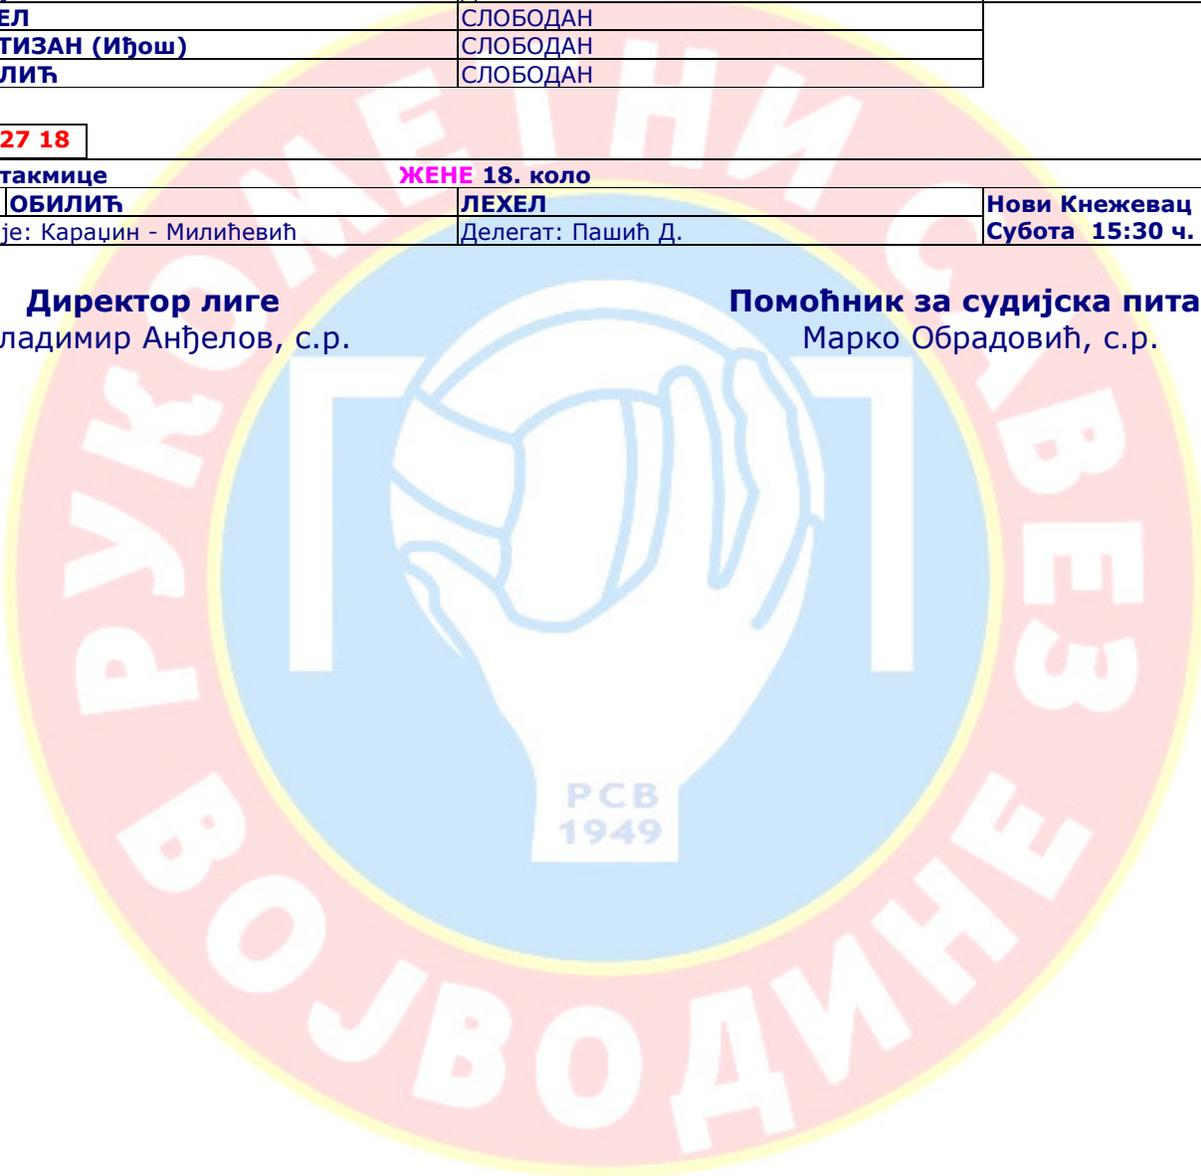 ЕЛ СЛОБОДАН
ТИЗАН (Иђош) СЛОБОДАН
ЛИЋ СЛОБОДАН
27 18
такмице ЖЕНЕ 18. коло
ОБИЛИЋ ЛЕХЕЛ Нови Кнежевац
је: Караџин - Милићевић Делегат: Пашић Д. Субота 15:30 ч.
Директор лиге Помоћник за судијска пита
ладимир Анђелов, с.р. Марко Обрадовић, с.р.
РУКОМЕТНИ САВЕЗ
ВОЈВОДИНЕ
РСВ
1949